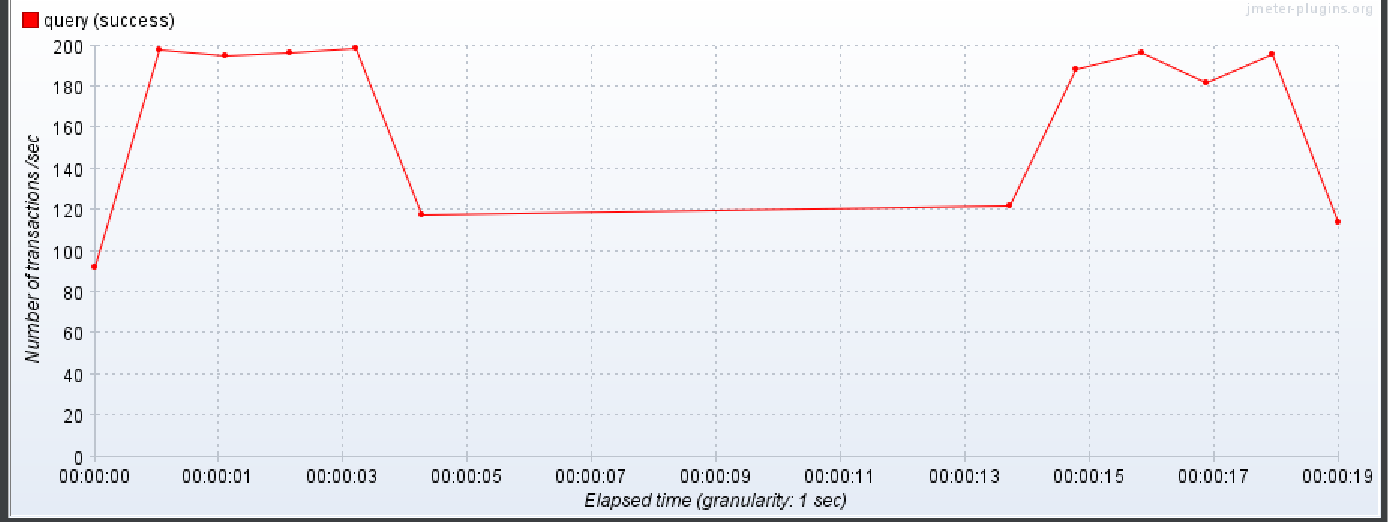 jmeter-plugins.org
query (success)
200
180
160
140
120
100
80
60
40
20
0
Number of transactions/sec
00:00:00 00:00:01 00:00:03 00:00:05 00:00:07 00:00:09 00:00:11 00:00:13 00:00:15 00:00:17 00:00:19
Elapsed time (granularity: 1 sec)